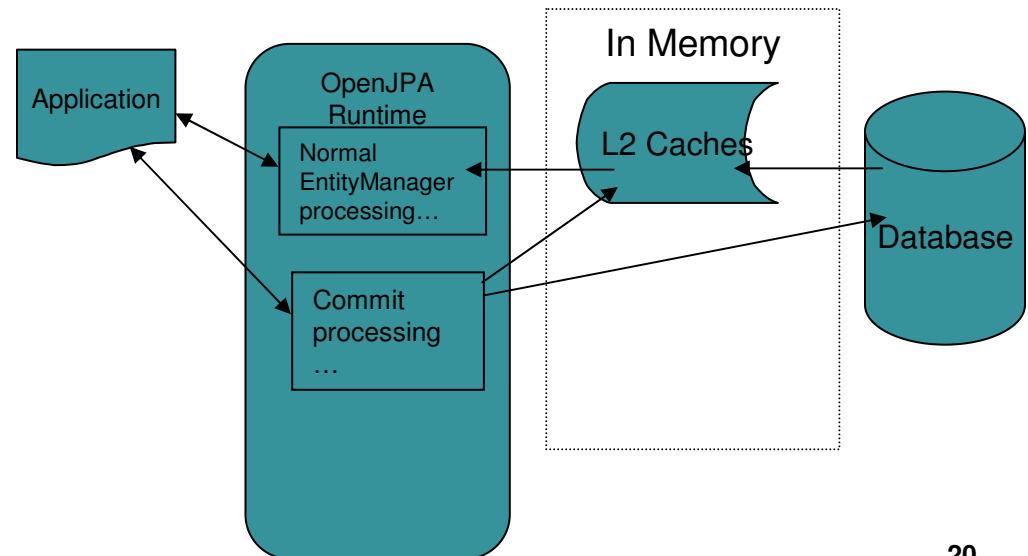 In Memory
Application
OpenJPA
Runtime
Normal
EntityManager
processing…
L2 Caches
Database
Commit
processing
…
20